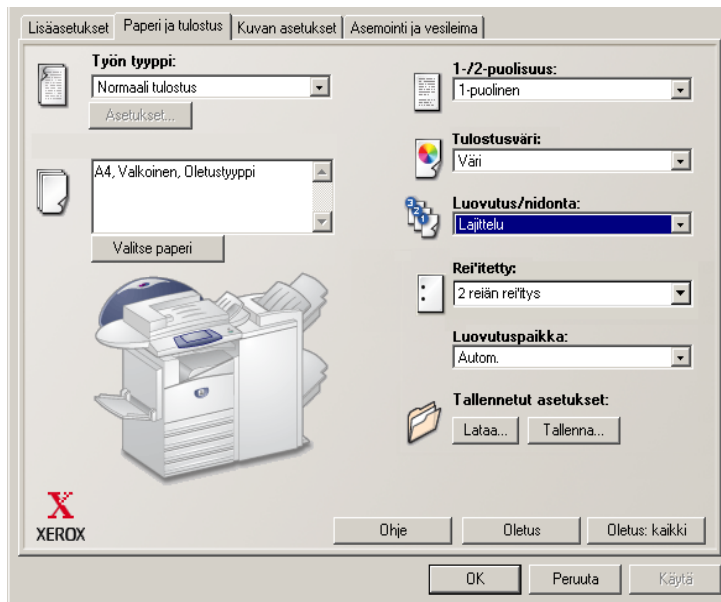 Lisäasetukset Paperi ja tulostus Kuvan asetukset Asemointi ja vesileima
Työn tyyppi:
Normaali tulostus
Asetukset...
A4, Valkoinen, Oletustyyppi
Valitse paperi
1-/2-puolisuus:
1-puolinen
Tulostusväri:
Väri
Luovutus/nidonta:
Lajittelu
Rei'itetty:
2 reiän rei'itys
Luovutuspaikka:
Autom.
Tallennetut asetukset:
Lataa... Tallenna...
X
XEROX
Ohje Oletus Oletus: kaikki
OK Peruuta Käytä